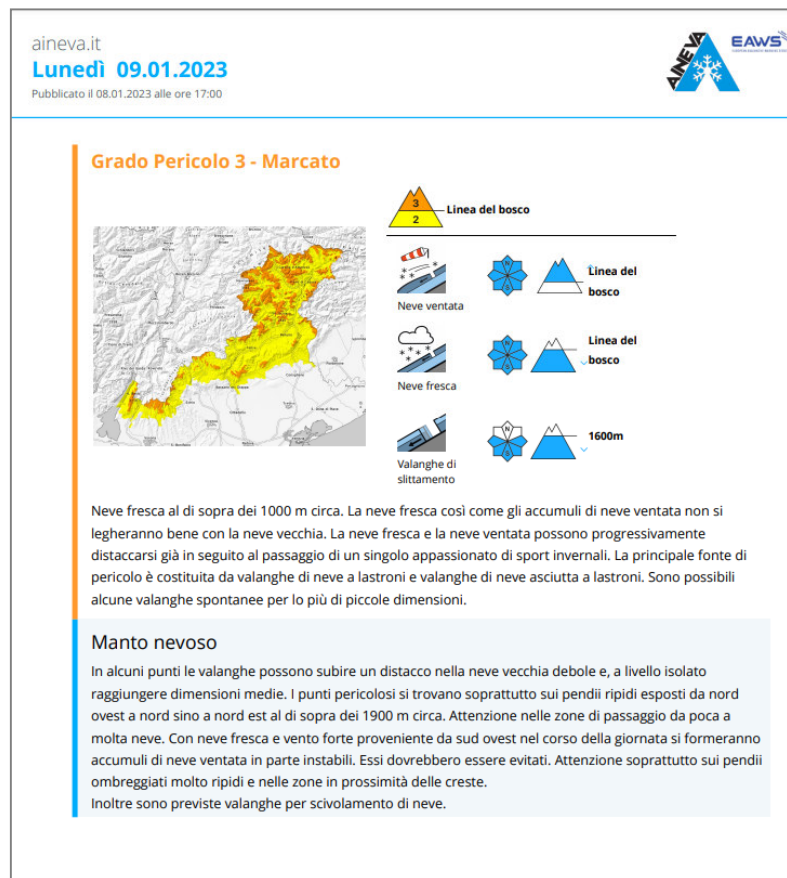 aineva.it
Lunedì 09.01.2023
Pubblicato il 08.01.2023 alle ore 17:00
AINEVA
EAWS
Grado Pericolo 3 - Marcato
3
2
Linea del bosco
Neve ventata
N
S
Linea del
bosco
Neve fresca
N
S
Linea del
bosco
Valanghe di
slittamento
N
S
1600m
Neve fresca al di sopra dei 1000 m circa. La neve fresca così come gli accumuli di neve ventata non si
legheranno bene con la neve vecchia. La neve fresca e la neve ventata possono progressivamente
distaccarsi già in seguito al passaggio di un singolo appassionato di sport invernali. La principale fonte di
pericolo è costituita da valanghe di neve a lastroni e valanghe di neve asciutta a lastroni. Sono possibili
alcune valanghe spontanee per lo più di piccole dimensioni.
Manto nevoso
In alcuni punti le valanghe possono subire un distacco nella neve vecchia debole e, a livello isolato
raggiungere dimensioni medie. I punti pericolosi si trovano soprattutto sui pendii ripidi esposti da nord
ovest a nord sino a nord est al di sopra dei 1900 m circa. Attenzione nelle zone di passaggio da poca a
molta neve. Con neve fresca e vento forte proveniente da sud ovest nel corso della giornata si formeranno
accumuli di neve ventata in parte instabili. Essi dovrebbero essere evitati. Attenzione soprattutto sui pendii
ombreggiati molto ripidi e nelle zone in prossimità delle creste.
Inoltre sono previste valanghe per scivolamento di neve.